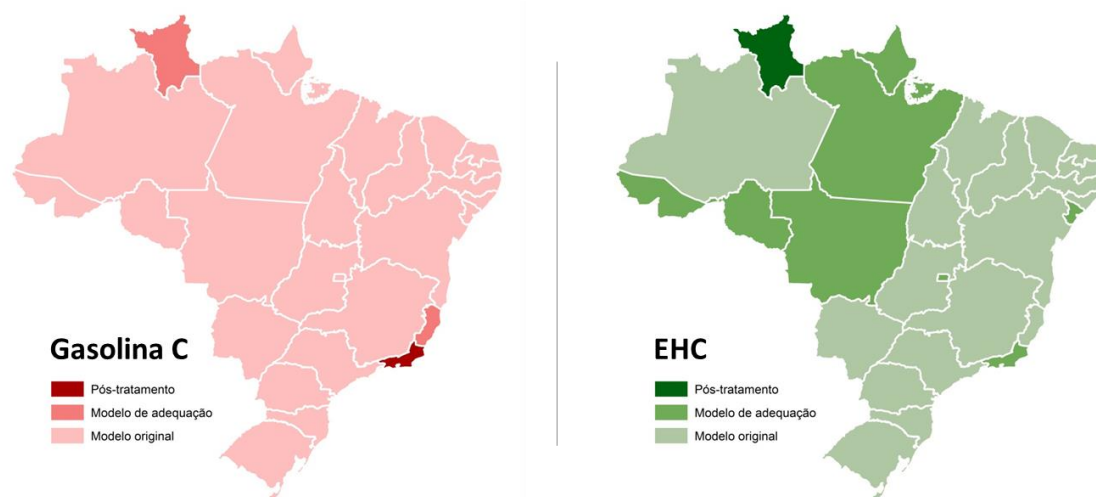 Gasolina C
Pós-tratamento
Modelo de adequação
Modelo original
EHC
Pós-tratamento
Modelo de adequação
Modelo original